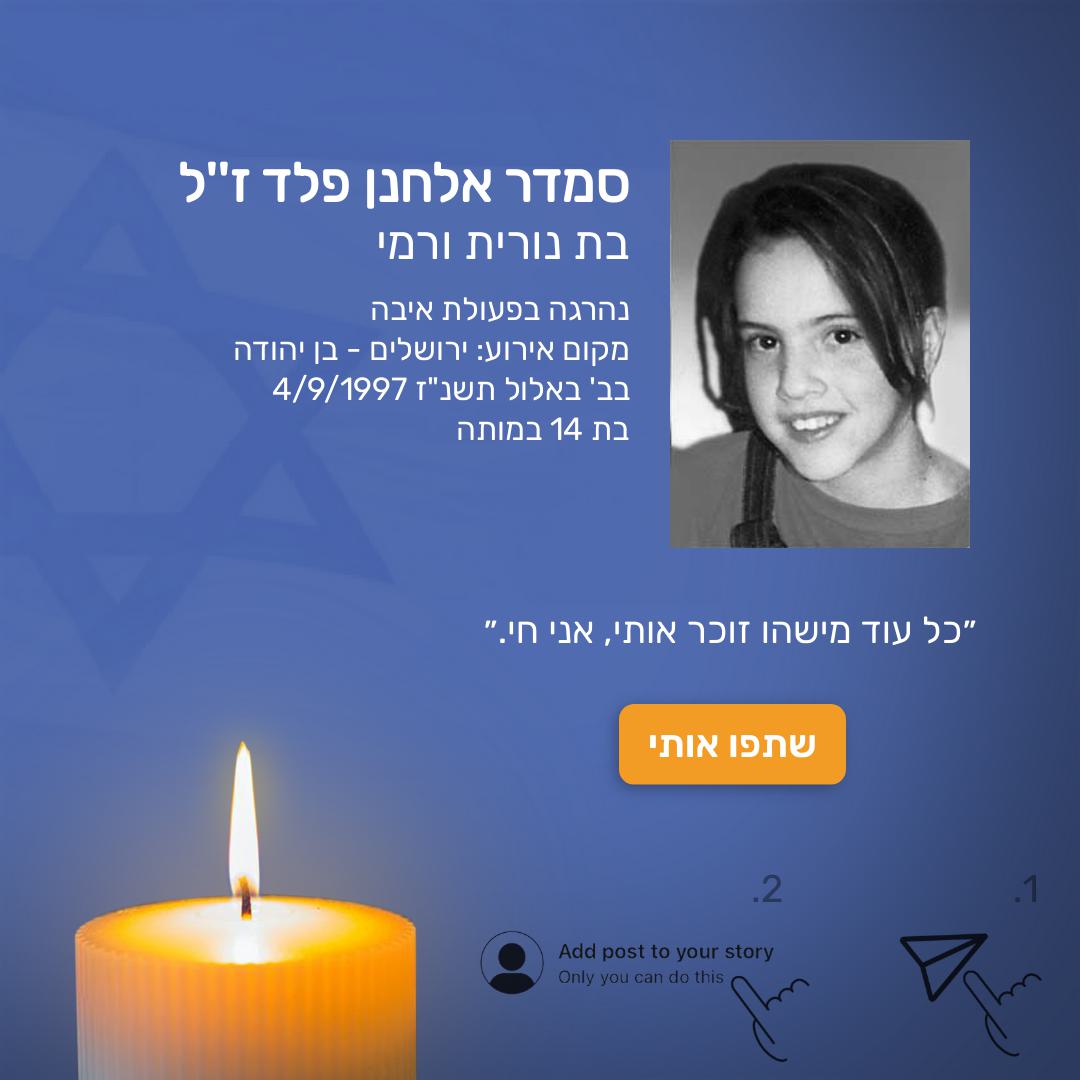 סמדר אלחנן פלד ז"ל
בת נורית ורמי
נהרגה בפעולת איבה
מקום אירוע: ירושלים - בן יהודה
בב' באלול תשנ"ז 4/9/1997
בת 14 במותה
״כל עוד מישהו זוכר אותי, אני חי.״
שתפו אותי
1.
2.
Add post to your story
Only you can do this